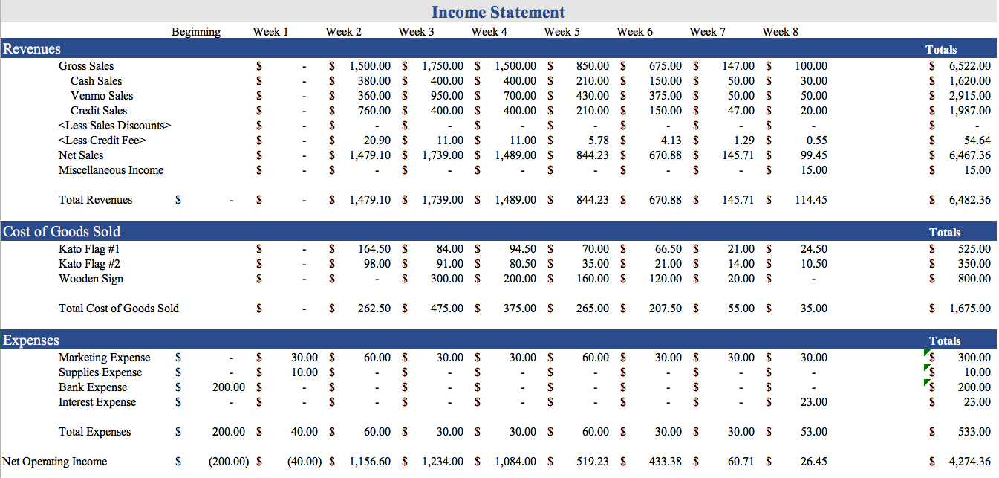 Income Statement
Beginning Week 1 Week 2 Week 3 Week 4 Week 5 Week 6 Week 7 Week 8
Revenues Totals
Gross Sales $ - $ 1,500.00 $ 1,750.00 $ 1,500.00 $ 850.00 $ 675.00 $ 147.00 $ 100.00 $ 6,522.00
Cash Sales $ - $ 380.00 $ 400.00 $ 400.00 $ 210.00 $ 150.00 $ 50.00 $ 30.00 $ 1,620.00
Venmo Sales $ - $ 360.00 $ 950.00 $ 700.00 $ 430.00 $ 375.00 $ 50.00 $ 50.00 $ 2,915.00
Credit Sales $ - $ 760.00 $ 400.00 $ 400.00 $ 210.00 $ 150.00 $ 47.00 $ 20.00 $ 1,987.00
<Less Sales Discounts> $ - $ - $ - $ - $ - $ - $ - $ - $ -
<Less Credit Fee> $ - $ 20.90 $ 11.00 $ 11.00 $ 5.78 $ 4.13 $ 1.29 $ 0.55 $ 54.64
Net Sales $ - $ 1,479.10 $ 1,739.00 $ 1,489.00 $ 844.23 $ 670.88 $ 145.71 $ 99.45 $ 6,467.36
Miscellaneous Income $ - $ - $ - $ - $ - $ - $ - $ 15.00 $ 15.00
Total Revenues $ - $ - $ 1,479.10 $ 1,739.00 $ 1,489.00 $ 844.23 $ 670.88 $ 145.71 $ 114.45 $ 6,482.36
Cost of Goods Sold Totals
Kato Flag #1 $ - $ 164.50 $ 84.00 $ 94.50 $ 70.00 $ 66.50 $ 21.00 $ 24.50 $ 525.00
Kato Flag #2 $ - $ 98.00 $ 91.00 $ 80.50 $ 35.00 $ 21.00 $ 14.00 $ 10.50 $ 350.00
Wooden Sign $ - $ - $ 300.00 $ 200.00 $ 160.00 $ 120.00 $ 20.00 $ - $ 800.00
Total Cost of Goods Sold $ - $ 262.50 $ 475.00 $ 375.00 $ 265.00 $ 207.50 $ 55.00 $ 35.00 $ 1,675.00
Expenses Totals
Marketing Expense $ - $ 30.00 $ 60.00 $ 30.00 $ 30.00 $ 60.00 $ 30.00 $ 30.00 $ 30.00 $ 300.00
Supplies Expense $ - $ 10.00 $ - $ - $ - $ - $ - $ - $ - $ 10.00
Bank Expense $ 200.00 $ - $ - $ - $ - $ - $ - $ - $ - $ 200.00
Interest Expense $ - $ - $ - $ - $ - $ - $ - $ - $ 23.00 $ 23.00
Total Expenses $ 200.00 $ 40.00 $ 60.00 $ 30.00 $ 30.00 $ 60.00 $ 30.00 $ 30.00 $ 53.00 $ 533.00
Net Operating Income $ (200.00) $ (40.00) $ 1,156.60 $ 1,234.00 $ 1,084.00 $ 519.23 $ 433.38 $ 60.71 $ 26.45 $ 4,274.36